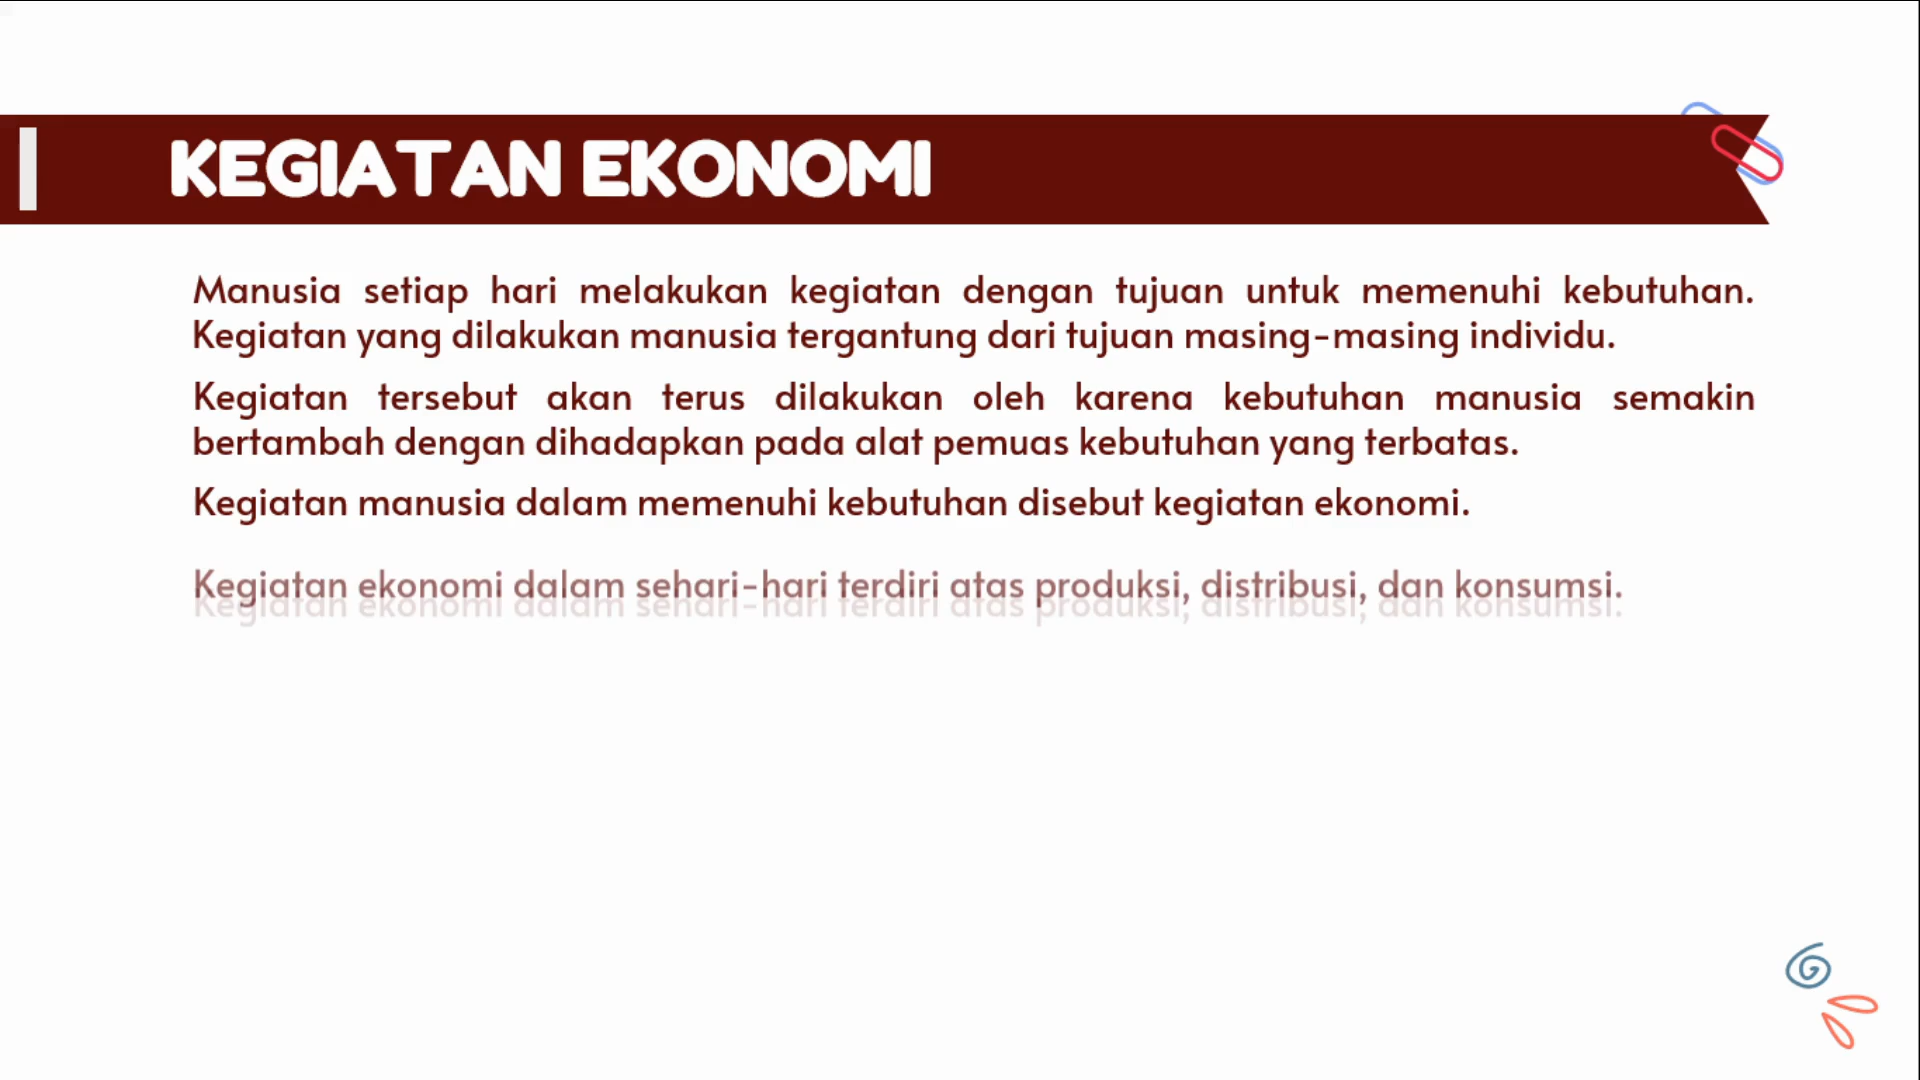 KEGIATAN EKONOMI
Manusia setiap hari melakukan kegiatan dengan tujuan untuk memenuhi kebutuhan.
Kegiatan yang dilakukan manusia tergantung dari tujuan masing-masing individu.
Kegiatan tersebut akan terus dilakukan oleh karena kebutuhan manusia semakin
bertambah dengan dihadapkan pada alat pemuas kebutuhan yang terbatas.
Kegiatan manusia dalam memenuhi kebutuhan disebut kegiatan ekonomi.
Kegiatan ekonomi dalam sehari-hari terdiri atas produksi, distribusi, dan konsumsi.